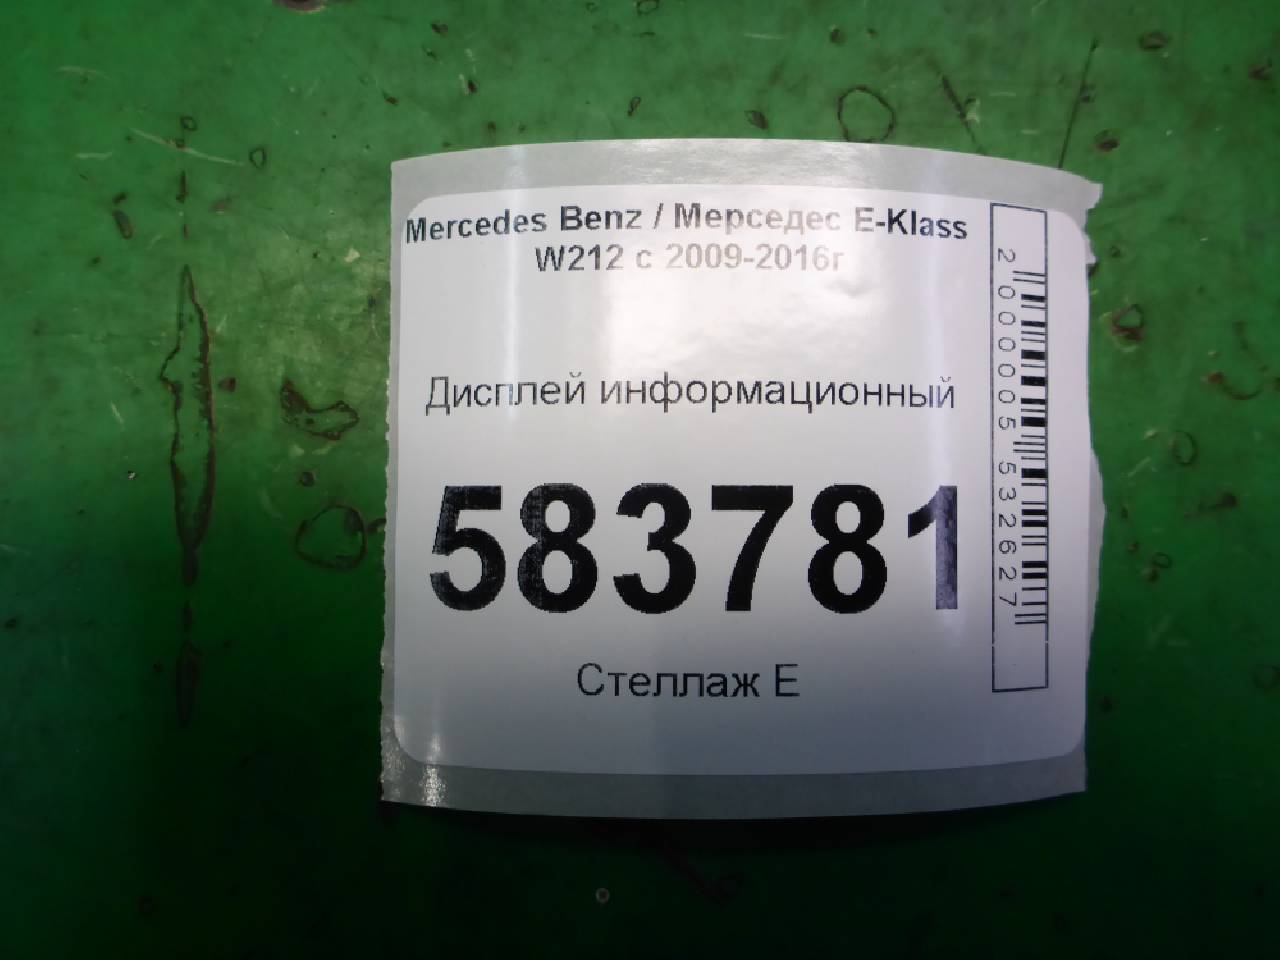 Mercedes Benz / Мерседес E-Klass
W212 с 2009-2016г
Дисплей информационный
583781
Стеллаж Е
2000005532627